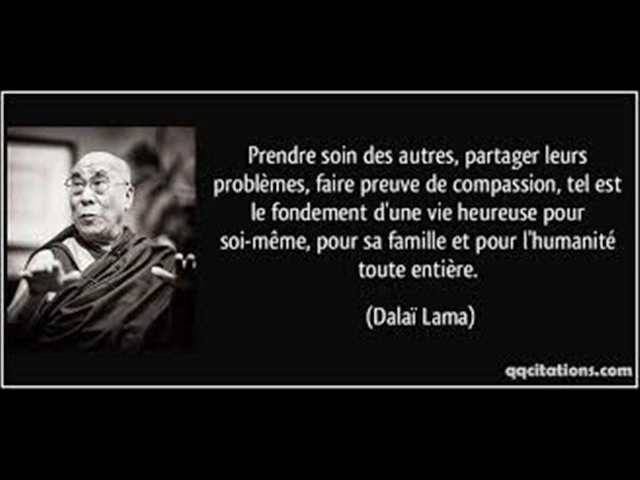 Prendre soin des autres, partager leurs
problèmes, faire preuve de compassion, tel est
le fondement d'une vie heureuse pour
soi-même, pour sa famille et pour l'humanité
toute entière.
(Dalaï Lama)
qqcitations.com